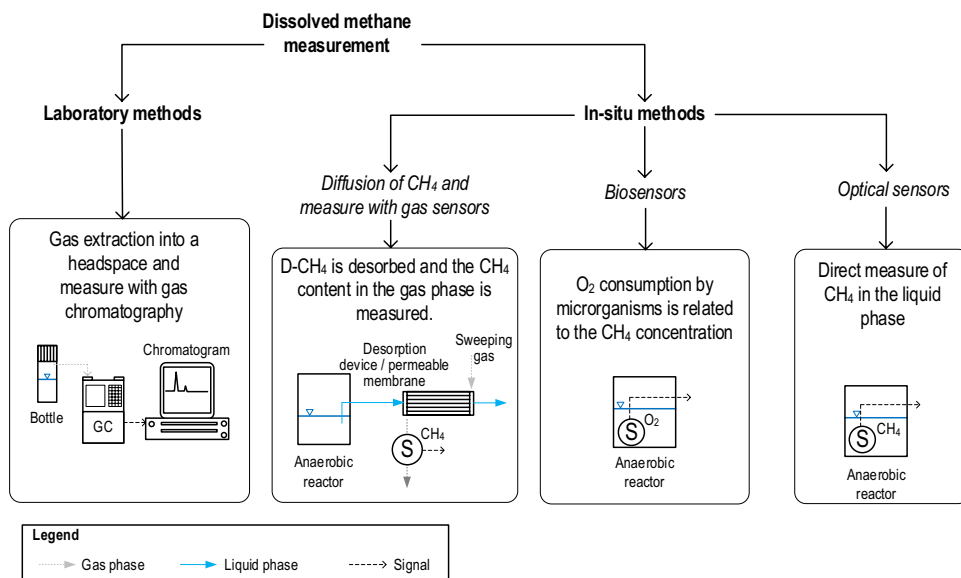 Dissolved methane
measurement
Laboratory methods
In-situ methods
Diffusion of CH₄ and
measure with gas sensors
Biosensors
Optical sensors
Gas extraction into a
headspace and
measure with gas
chromatography
Chromatogram
Bottle
GC
D-CH₄ is desorbed and the CH₄
content in the gas phase is
measured.
Desorption
device / permeable
membrane
Sweeping
gas
S
CH₄
Anaerobic
reactor
O₂ consumption by
microrganisms is related
to the CH₄ concentration
S
O₂
Anaerobic
reactor
Direct measure of
CH₄ in the liquid
phase
S
CH₄
Anaerobic
reactor
Legend
Gas phase
Liquid phase
Signal